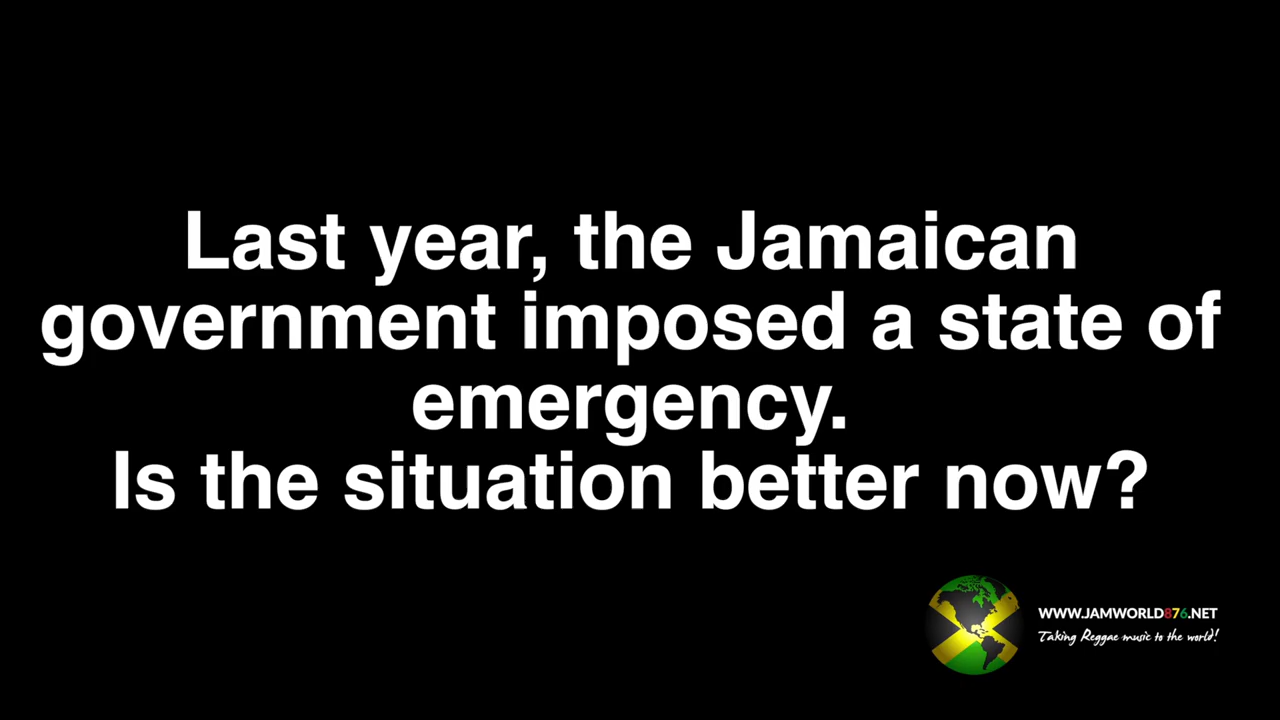 Last year, the Jamaican
government imposed a state of
emergency.
Is the situation better now?
WWW.JAMWORLD876.NET
Taking Reggae music to the world!